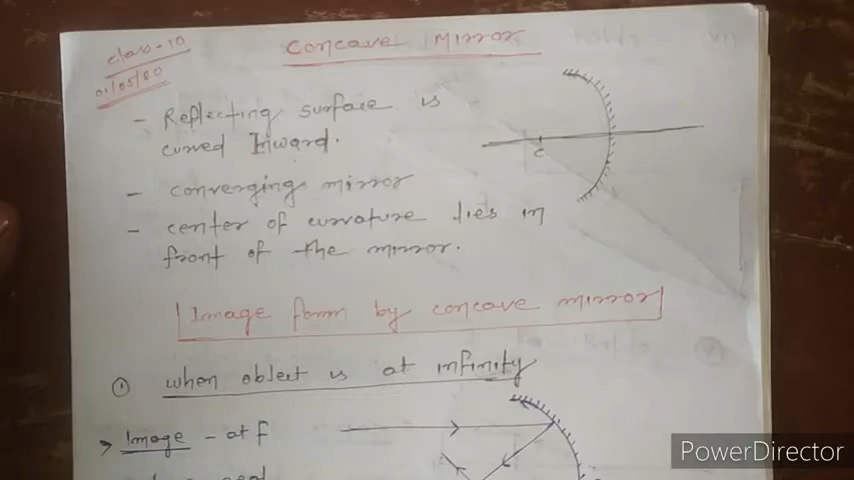 class-10
01/05/20
Concave Mirror
- Reflecting surface is
curved Inward.
C
- convergings mirror
- center of curvature lies in
front of the mirror.
Image form by concave mirror
① when object is at infinity
> Image - at F
PowerDirector